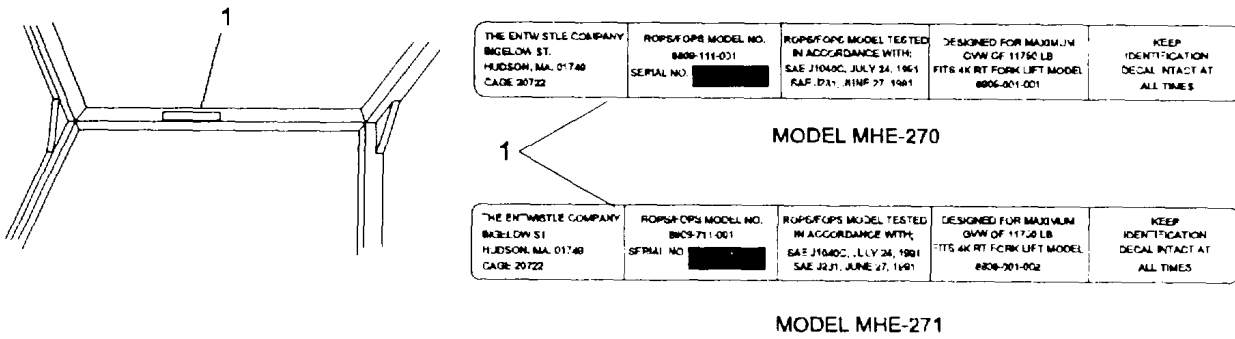 1
THE ENTWISTLE COMPANY
BIGELOW ST.
HUDSON, MA. 01749
CAGE 20722
ROPS/FOPS MODEL NO.
8809-111-001
SERIAL NO.
ROPS/FOPS MODEL TESTED
IN ACCORDANCE WITH:
SAE J1040C, JULY 24, 1991
SAE J231, JUNE 27, 1991
DESIGNED FOR MAXIMUM
GVW OF 11750 LB
FITS 4K RT FORK LIFT MODEL
KEEP
IDENTIFICATION
DECAL INTACT AT
ALL TIMES
MODEL MHE-270
1
THE ENTWISTLE COMPANY
BIGELOW ST
HUDSON, MA. 01749
CAGE 20722
ROPS/FOPS MODEL NO.
SERIAL NO
ROPS/FOPS MODEL TESTED
IN ACCORDANCE WITH;
SAE J1040C, JULY 24, 1991
SAE J231, JUNE 27, 1991
DESIGNED FOR MAXIMUM
GVW OF 11750 LB
FITS 4K RT FORK LIFT MODEL
KEEP
IDENTIFICATION
DECAL INTACT AT
ALL TIMES
MODEL MHE-271